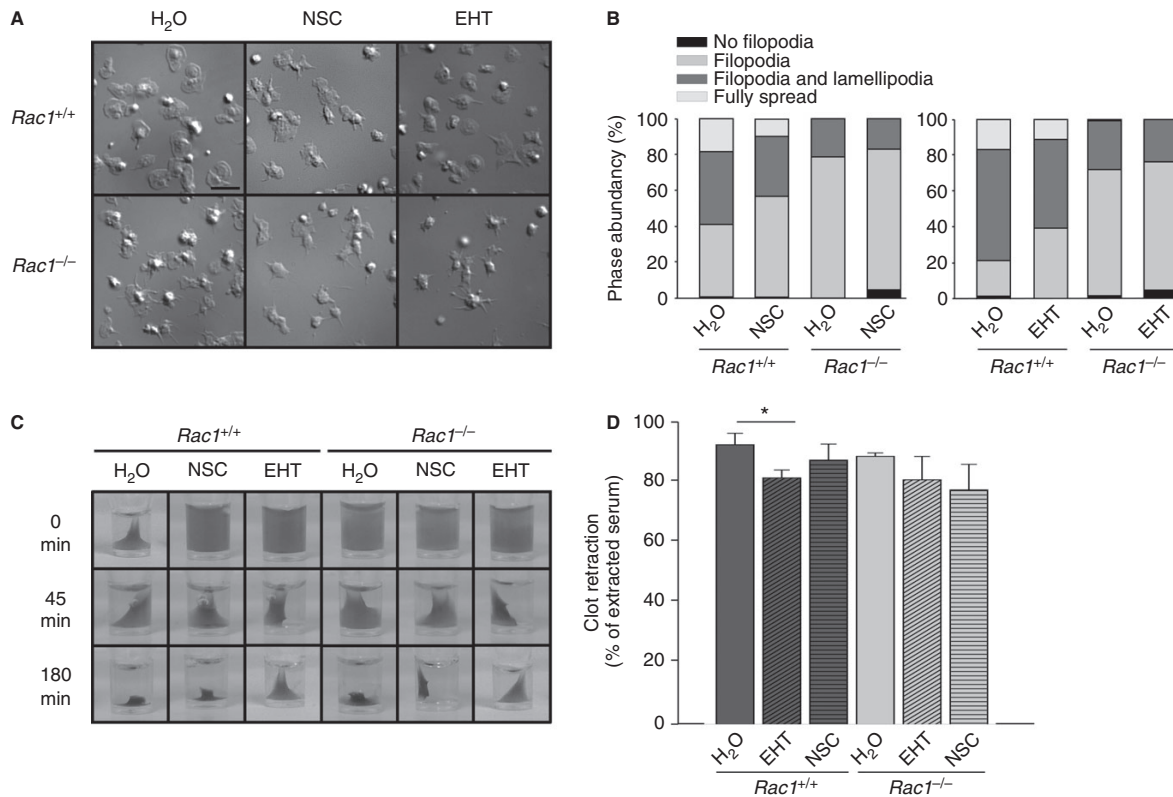 A
H₂O NSC EHT
Rac1⁺/⁺
Rac1⁻/⁻
B
No filopodia
Filopodia
Filopodia and lamellipodia
Fully spread
Phase abundancy (%)
100
80
60
40
20
0
H₂O NSC H₂O NSC
Rac1⁺/⁺ Rac1⁻/⁻
100
80
60
40
20
0
H₂O EHT H₂O EHT
Rac1⁺/⁺ Rac1⁻/⁻
C
Rac1⁺/⁺ Rac1⁻/⁻
H₂O NSC EHT H₂O NSC EHT
0
min
45
min
180
min
D
Clot retraction
(% of extracted serum)
100
80
60
40
20
0
*
H₂O EHT NSC H₂O EHT NSC
Rac1⁺/⁺ Rac1⁻/⁻